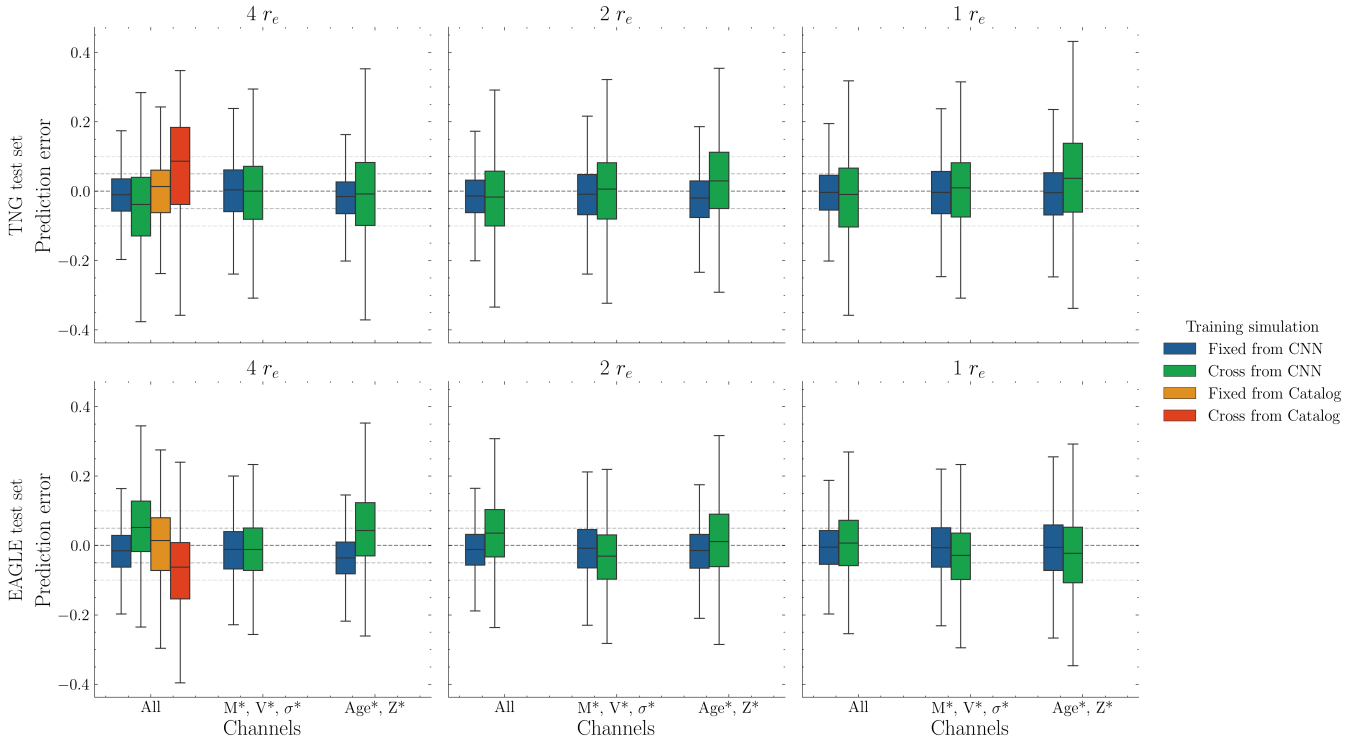 4 r_e
2 r_e
1 r_e
TNG test set
Prediction error
0.4
0.2
0.0
−0.2
−0.4
4 r_e
2 r_e
1 r_e
EAGLE test set
Prediction error
0.4
0.2
0.0
−0.2
−0.4
All
M*, V*, σ*
Age*, Z*
Channels
All
M*, V*, σ*
Age*, Z*
Channels
All
M*, V*, σ*
Age*, Z*
Channels
Training simulation
Fixed from CNN
Cross from CNN
Fixed from Catalog
Cross from Catalog